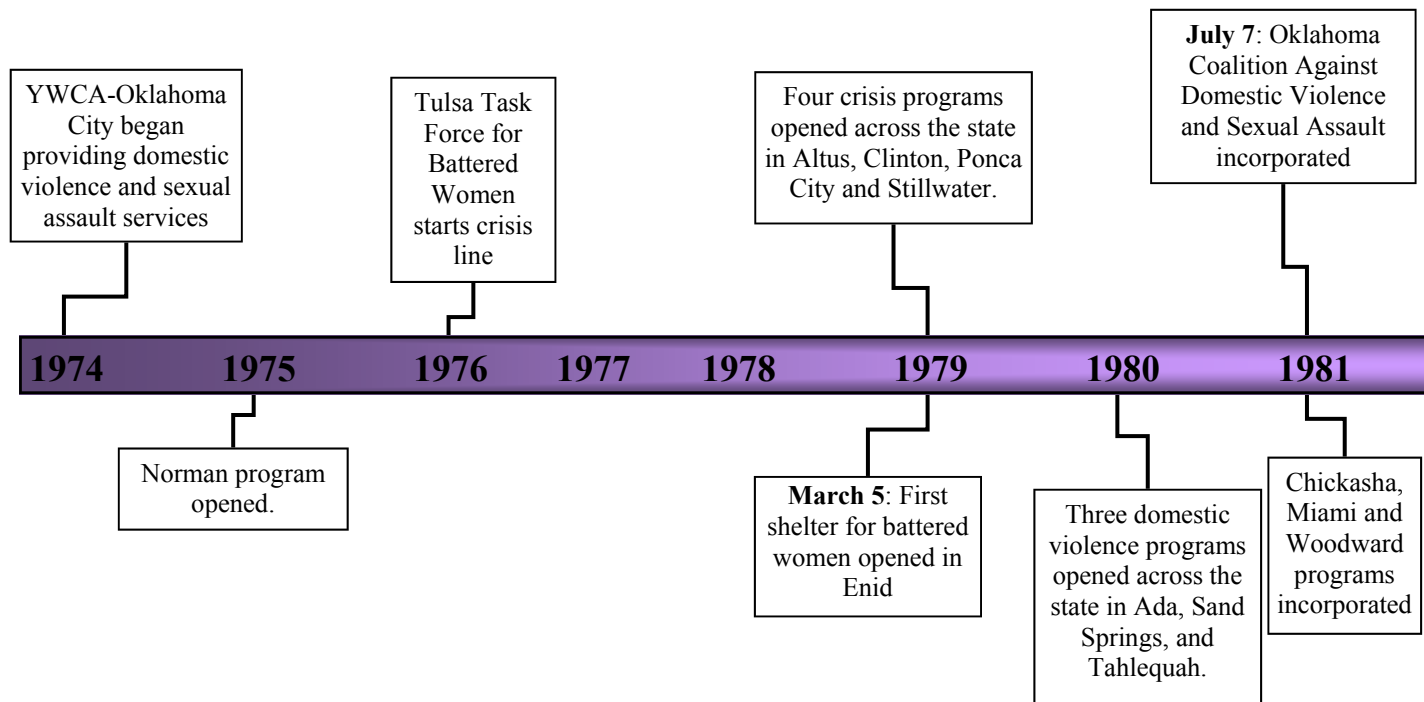 YWCA-Oklahoma
City began
providing domestic
violence and sexual
assault services
Tulsa Task
Force for
Battered
Women
starts crisis
line
Four crisis programs
opened across the state
in Altus, Clinton, Ponca
City and Stillwater.
July 7: Oklahoma
Coalition Against
Domestic Violence
and Sexual Assault
incorporated
1974 1975 1976 1977 1978 1979 1980 1981
Norman program
opened.
March 5: First
shelter for battered
women opened in
Enid
Three domestic
violence programs
opened across the
state in Ada, Sand
Springs, and
Tahlequah.
Chickasha,
Miami and
Woodward
programs
incorporated